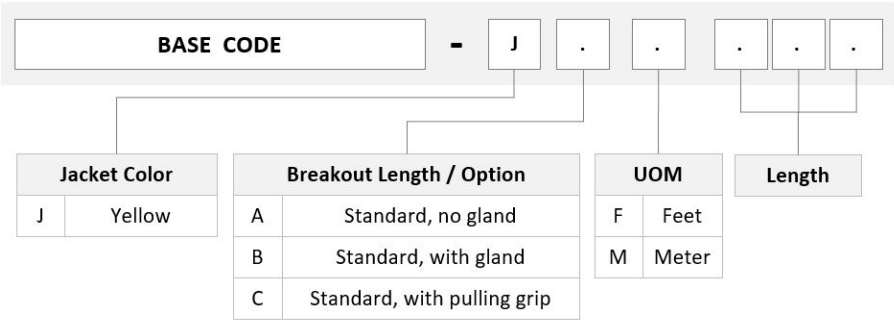 BASE CODE - J . . . . .
Jacket Color
J Yellow
Breakout Length / Option
A Standard, no gland
B Standard, with gland
C Standard, with pulling grip
UOM
F Feet
M Meter
Length